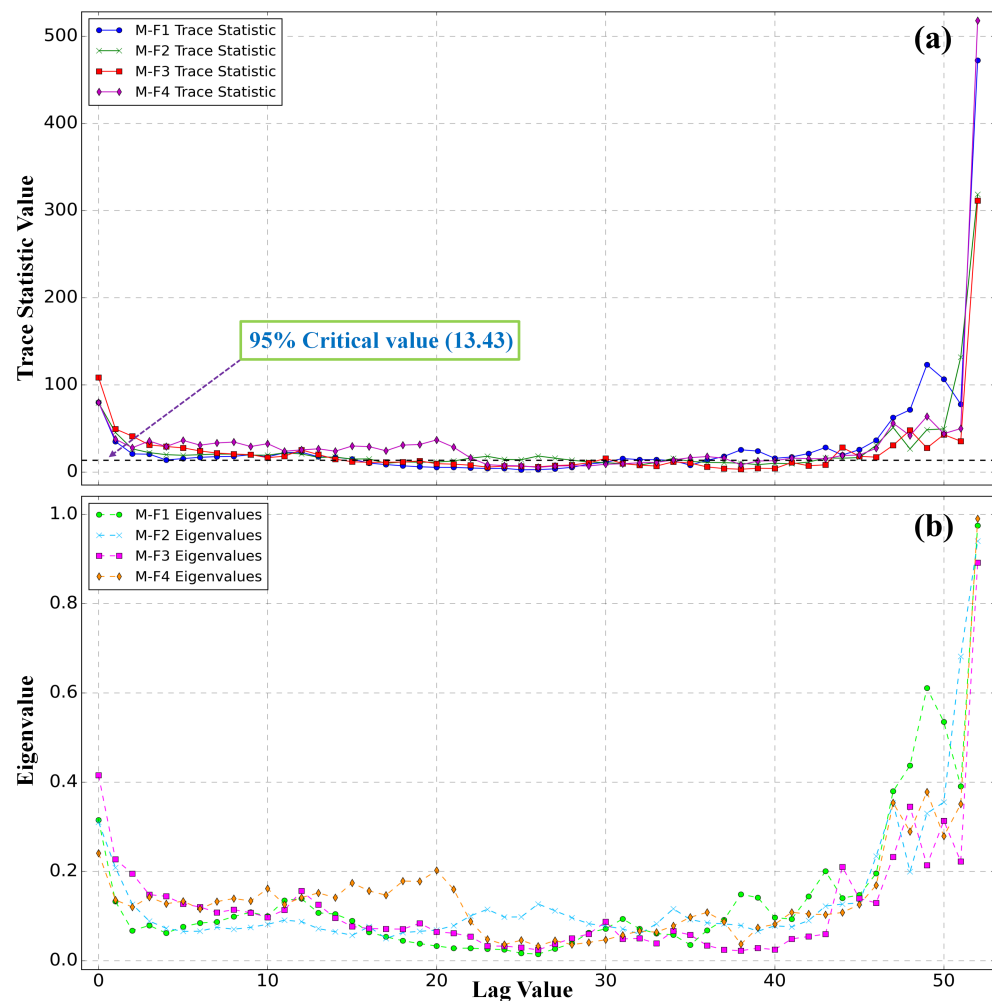 (a)
M-F1 Trace Statistic
M-F2 Trace Statistic
M-F3 Trace Statistic
M-F4 Trace Statistic
500
400
300
200
100
0
Trace Statistic Value
95% Critical value (13.43)
(b)
M-F1 Eigenvalues
M-F2 Eigenvalues
M-F3 Eigenvalues
M-F4 Eigenvalues
1.0
0.8
0.6
0.4
0.2
0.0
Eigenvalue
0 10 20 30 40 50
Lag Value